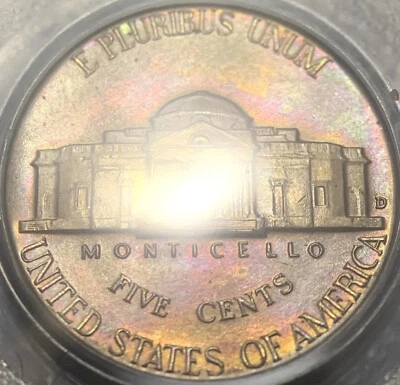 E PLURIBUS UNUM
D
MONTICELLO
FIVE CENTS
UNITED STATES OF AMERICA